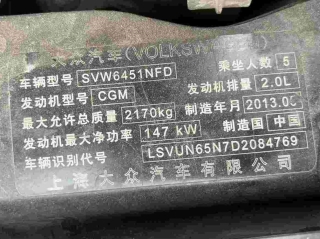 大众汽车(VOLKSW
车辆型号 SVW6451NFD 乘坐人数 5
发动机型号 CGM 发动机排量 2.0L
最大允许总质量 2170kg 制造年月 2013.0
发动机最大净功率 147 kW 制造国 中国
车辆识别代号 LSVUN65N7D2084769
上海大众汽车有限公司